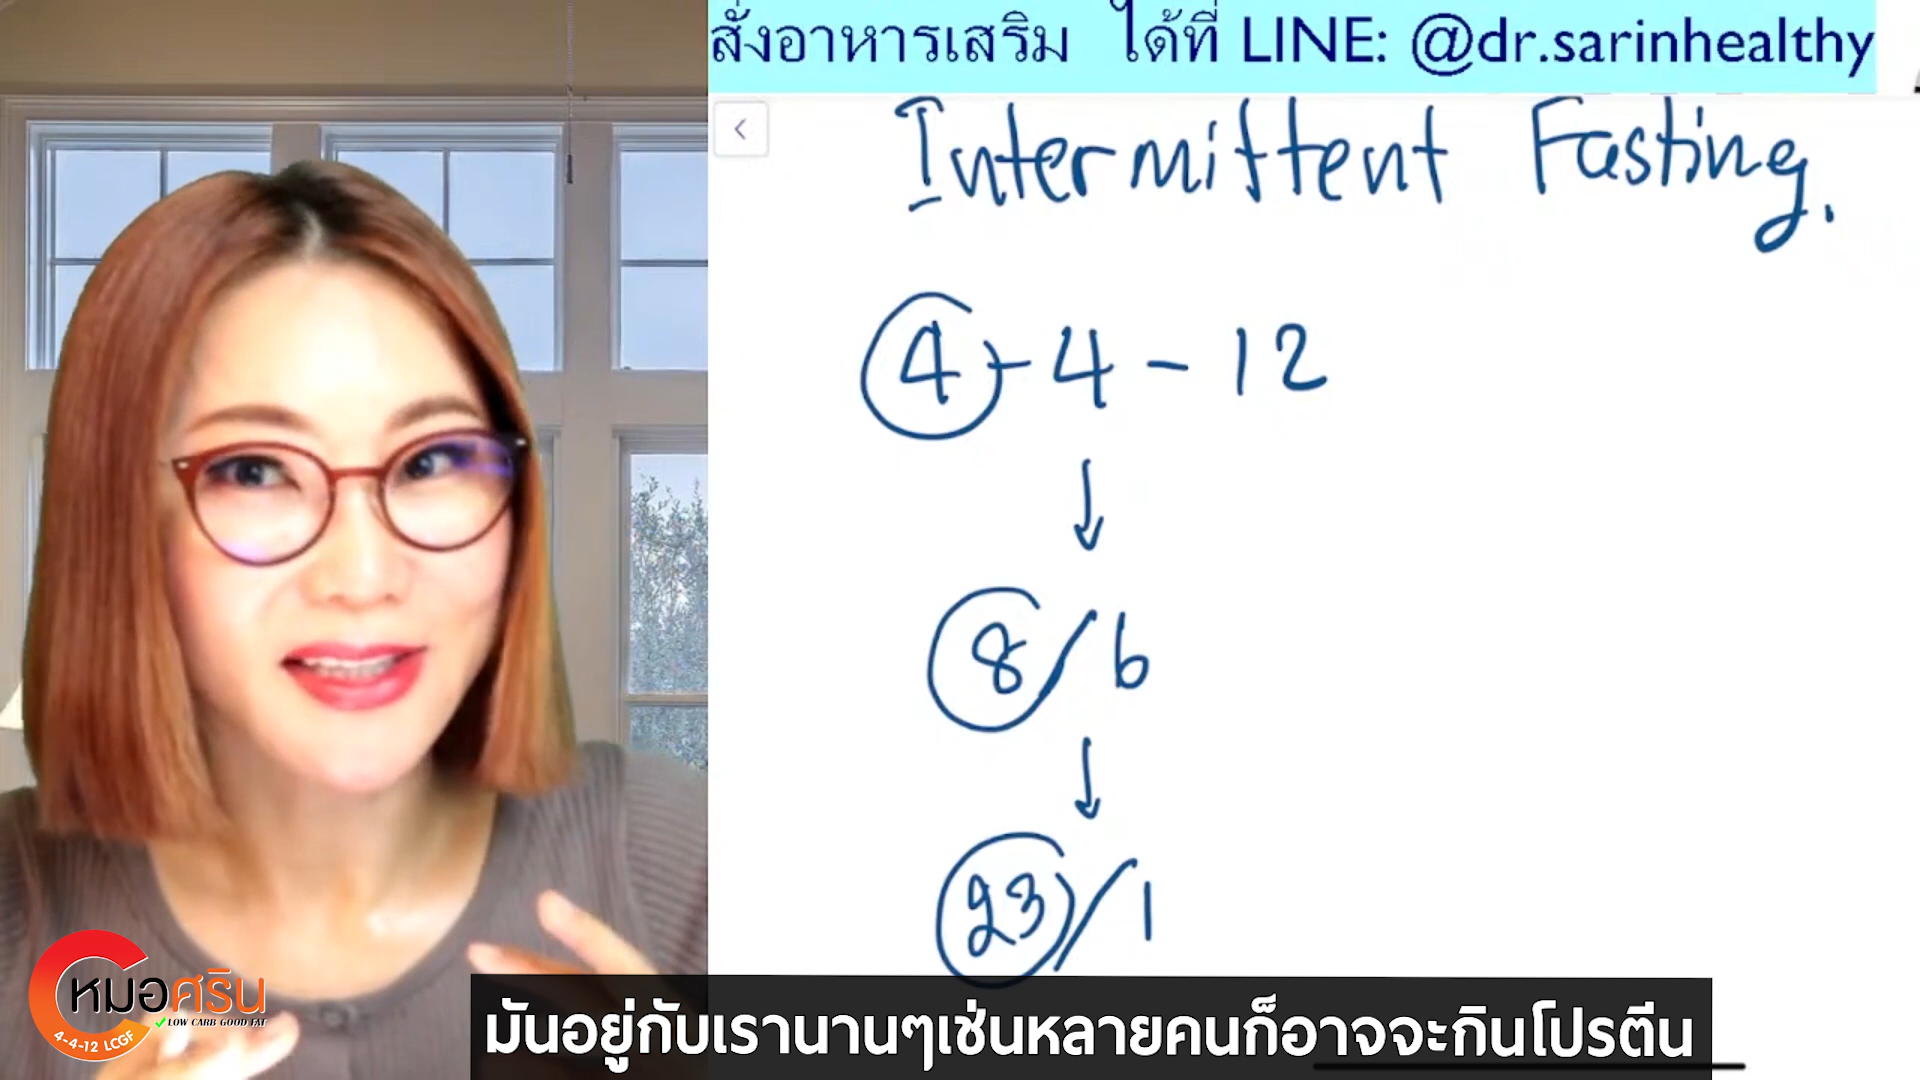 สั่งอาหารเสริม ได้ที่ LINE: @dr.sarinhealthy
Intermittent Fasting.
4 - 4 - 12
8 / 6
23 / 1
หมอศริน
LOW CARB GOOD FAT
4-4-12 LCGF
มันอยู่กับเรานานๆเช่นหลายคนก็อาจจะกินโปรตีน